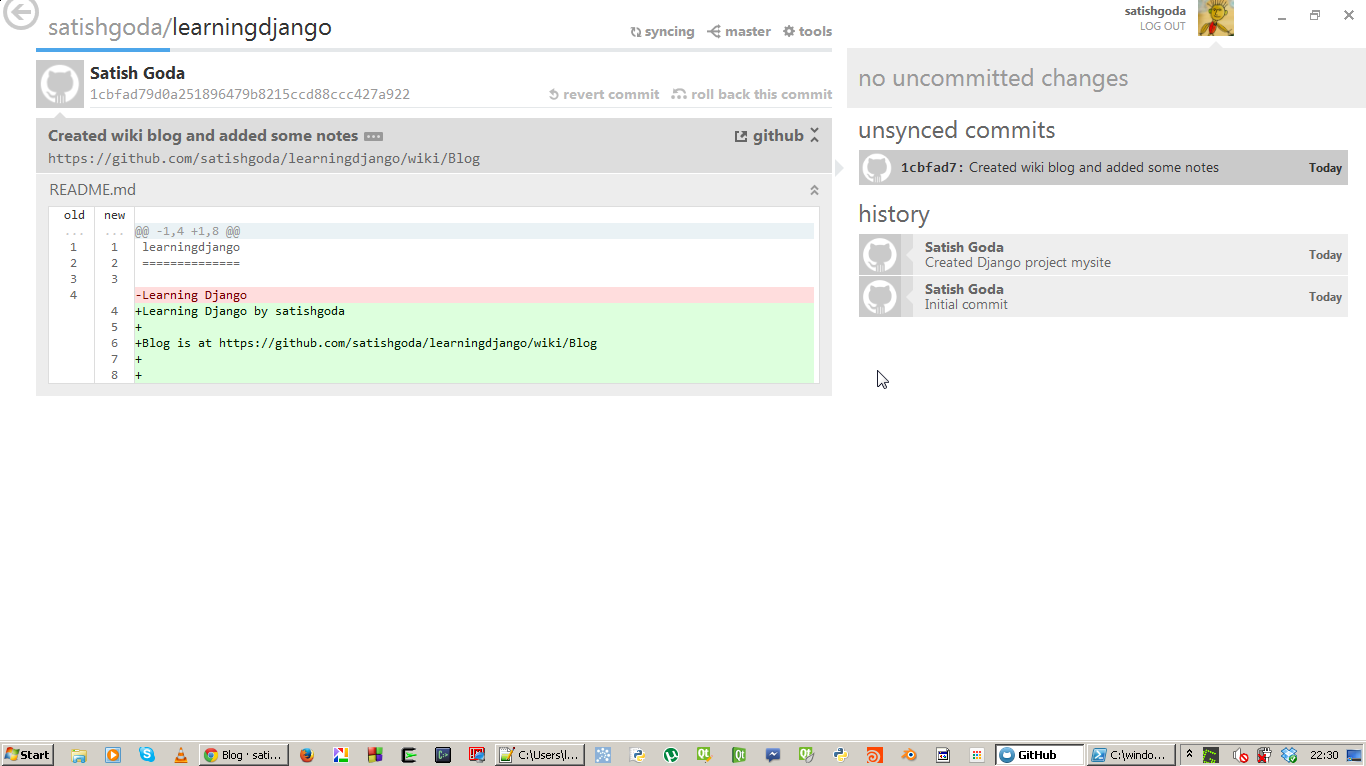 satishgoda/learningdjango
syncing master tools
Satish Goda
1cbfad79d0a251896479b8215ccd88ccc427a922
revert commit roll back this commit
Created wiki blog and added some notes
github
https://github.com/satishgoda/learningdjango/wiki/Blog
README.md
old new
... ... @@ -1,4 +1,8 @@
1 1 learningdjango
2 2 ==============
3 3
4 -Learning Django
4 +Learning Django by satishgoda
5 +
6 +Blog is at https://github.com/satishgoda/learningdjango/wiki/Blog
7 +
8 +
satishgoda
LOG OUT
no uncommitted changes
unsynced commits
1cbfad7: Created wiki blog and added some notes Today
history
Satish Goda
Created Django project mysite
Today
Satish Goda
Initial commit
Today
Start Blog · sati... C:\Users\I... GitHub C:\windo... 22:30